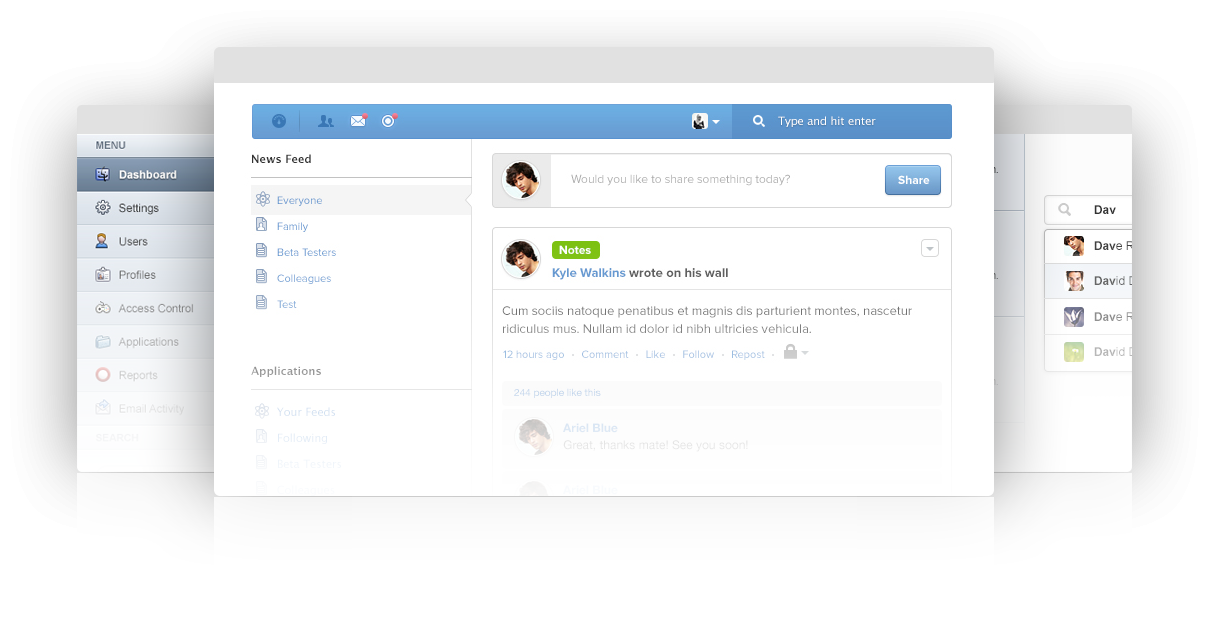 MENU
Dashboard
Settings
Users
Profiles
Access Control
Applications
Reports
Email Activity
SEARCH
Type and hit enter
News Feed
Everyone
Family
Beta Testers
Colleagues
Test
Applications
Your Feeds
Following
Beta Testers
Would you like to share something today?
Share
Notes
Kyle Walkins wrote on his wall
Cum sociis natoque penatibus et magnis dis parturient montes, nascetur
ridiculus mus. Nullam id dolor id nibh ultricies vehicula.
12 hours ago · Comment · Like · Follow · Repost ·
244 people like this
Ariel Blue
Great, thanks mate! See you soon!
Ariel Blue
Dav
Dave R
David D
Dave R
David D